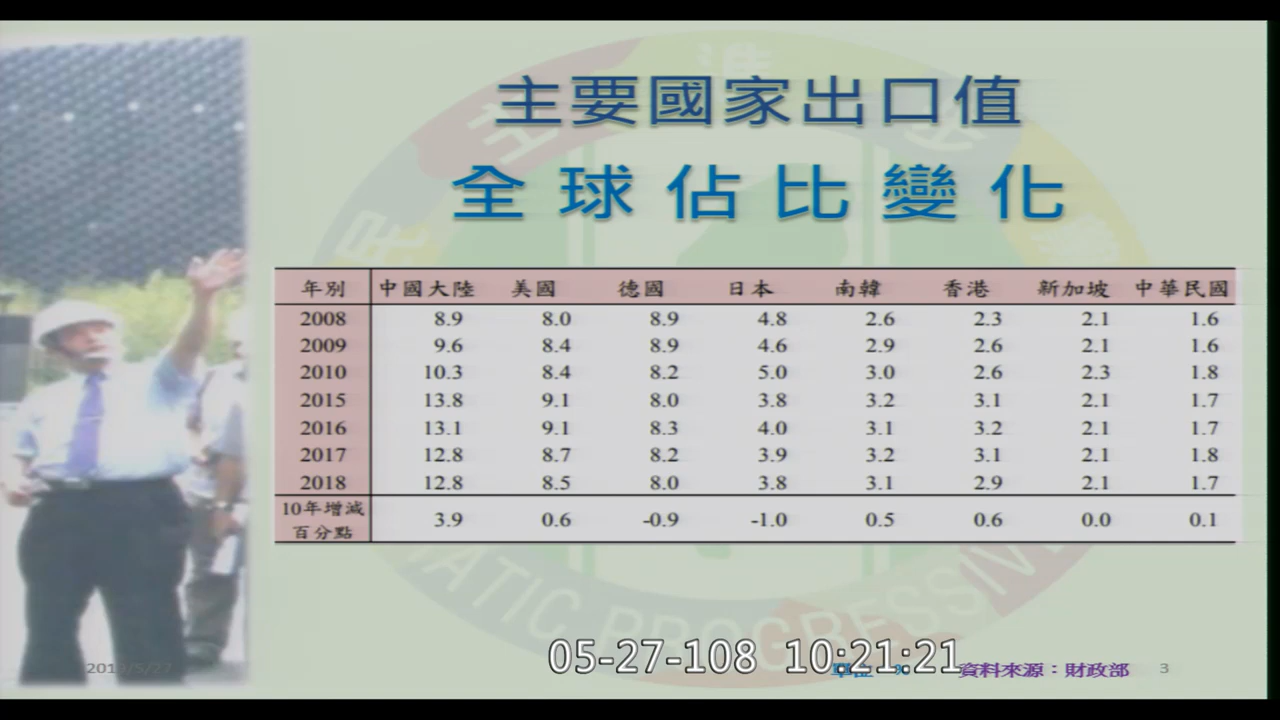 主要國家出口值
全球佔比變化
年別 中國大陸 美國 德國 日本 南韓 香港 新加坡 中華民國
2008 8.9 8.0 8.9 4.8 2.6 2.3 2.1 1.6
2009 9.6 8.4 8.9 4.6 2.9 2.6 2.1 1.6
2010 10.3 8.4 8.2 5.0 3.0 2.6 2.3 1.8
2015 13.8 9.1 8.0 3.8 3.2 3.1 2.1 1.7
2016 13.1 9.1 8.3 4.0 3.1 3.2 2.1 1.7
2017 12.8 8.7 8.2 3.9 3.2 3.1 2.1 1.8
2018 12.8 8.5 8.0 3.8 3.1 2.9 2.1 1.7
10年增減
百分點 3.9 0.6 -0.9 -1.0 0.5 0.6 0.0 0.1
MATIC PROGRESSIVE
05-27-108 10:21:21
2019/5/27 資料來源：財政部 3